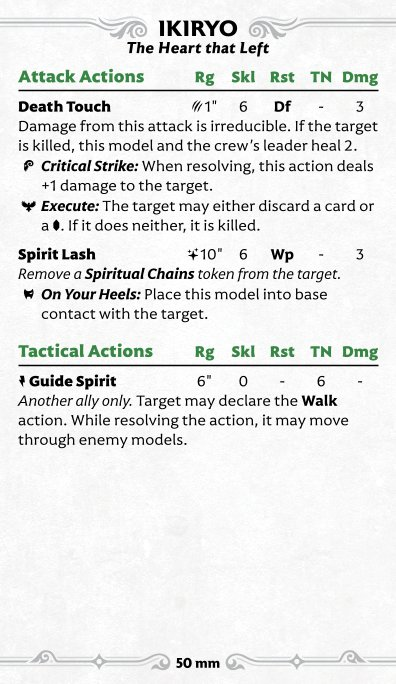 IKIRYO
The Heart that Left
Attack Actions Rg Skl Rst TN Dmg
Death Touch 1" 6 Df - 3
Damage from this attack is irreducible. If the target
is killed, this model and the crew's leader heal 2.
Critical Strike: When resolving, this action deals
+1 damage to the target.
Execute: The target may either discard a card or
a . If it does neither, it is killed.
Spirit Lash 10" 6 Wp - 3
Remove a Spiritual Chains token from the target.
On Your Heels: Place this model into base
contact with the target.
Tactical Actions Rg Skl Rst TN Dmg
Guide Spirit 6" 0 - 6 -
Another ally only. Target may declare the Walk
action. While resolving the action, it may move
through enemy models.
50 mm